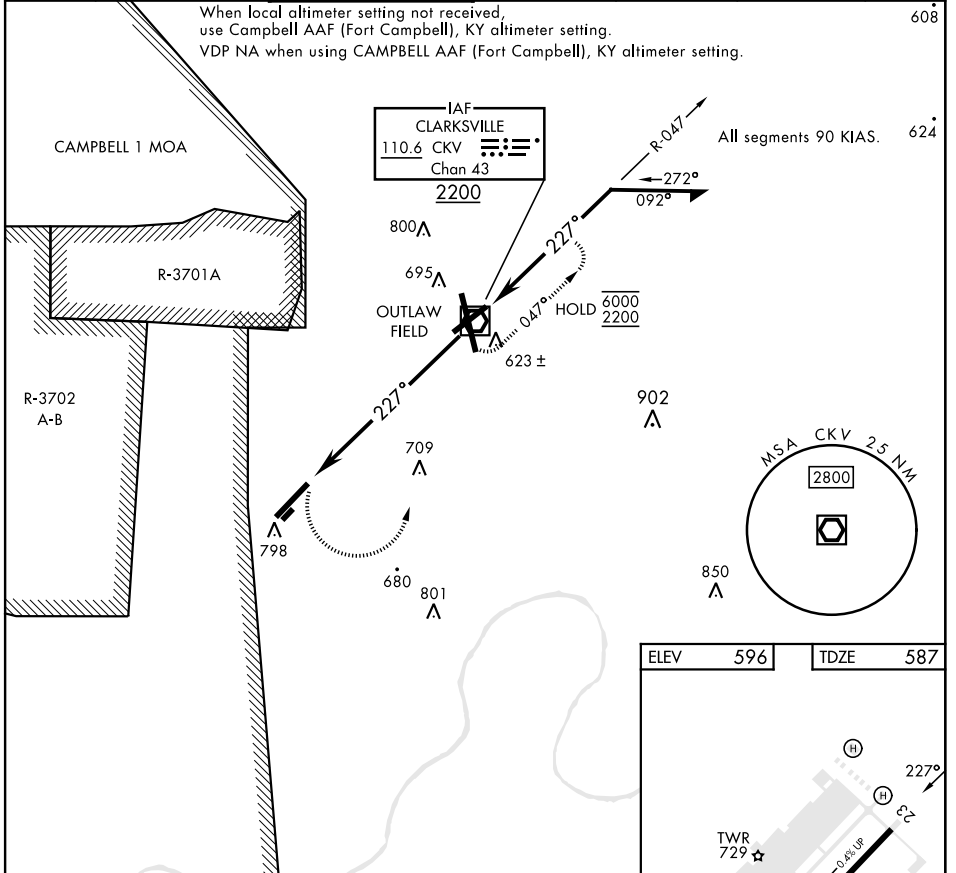 When local altimeter setting not received,
use Campbell AAF (Fort Campbell), KY altimeter setting.
VDP NA when using CAMPBELL AAF (Fort Campbell), KY altimeter setting.
608
IAF
CLARKSVILLE
110.6 CKV
Chan 43
2200
R-047
All segments 90 KIAS.
624
CAMPBELL 1 MOA
272°
092°
800
227°
R-3701A
695
OUTLAW
FIELD
047°
HOLD 6000
2200
623 ±
R-3702
A-B
227°
902
709
MSA CKV 25 NM
2800
798
680
801
850
ELEV 596
TDZE 587
H
227°
H
23
TWR
729
0.4% UP